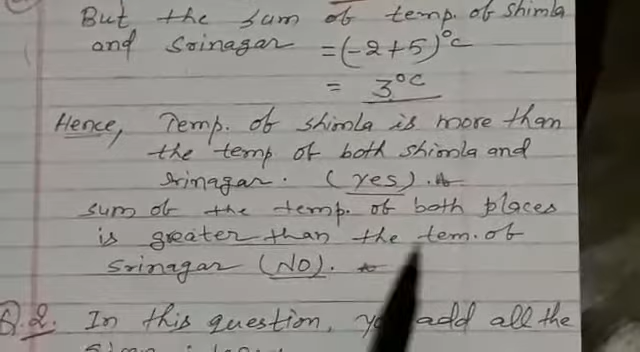 But the sum of temp. of shimla
and Srinagar = (-2+5)°C
= 3°C
Hence, Temp. of shimla is more than
the temp of both shimla and
srinagar. (yes).
sum of the temp. of both places
is greater than the tem. of
Srinagar (NO).
Q.2. In this question, add all the